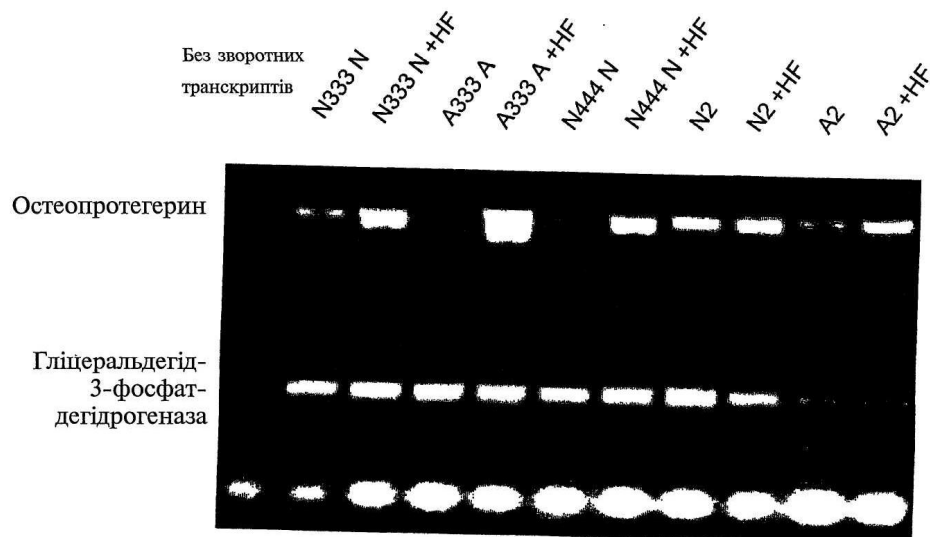 Без зворотних
транскриптів
N333 N
N333 N +HF
A333 A
A333 A +HF
N444 N
N444 N +HF
N2
N2 +HF
A2
A2 +HF
Остеопротегерин
Гліцеральдегід-
3-фосфат-
дегідрогеназа